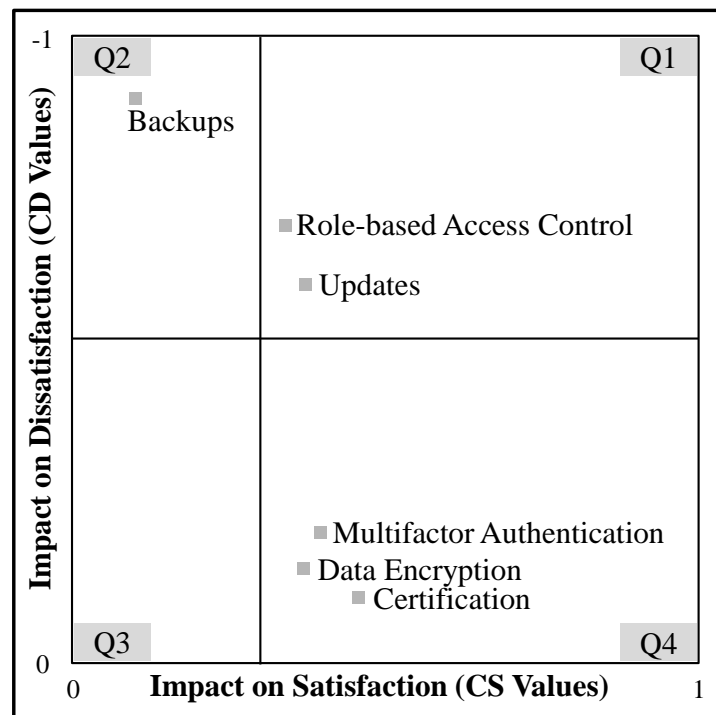 -1
Q2
Q1
Backups
Role-based Access Control
Updates
Impact on Dissatisfaction (CD Values)
Multifactor Authentication
Data Encryption
Certification
Q3
Q4
0
0
Impact on Satisfaction (CS Values)
1